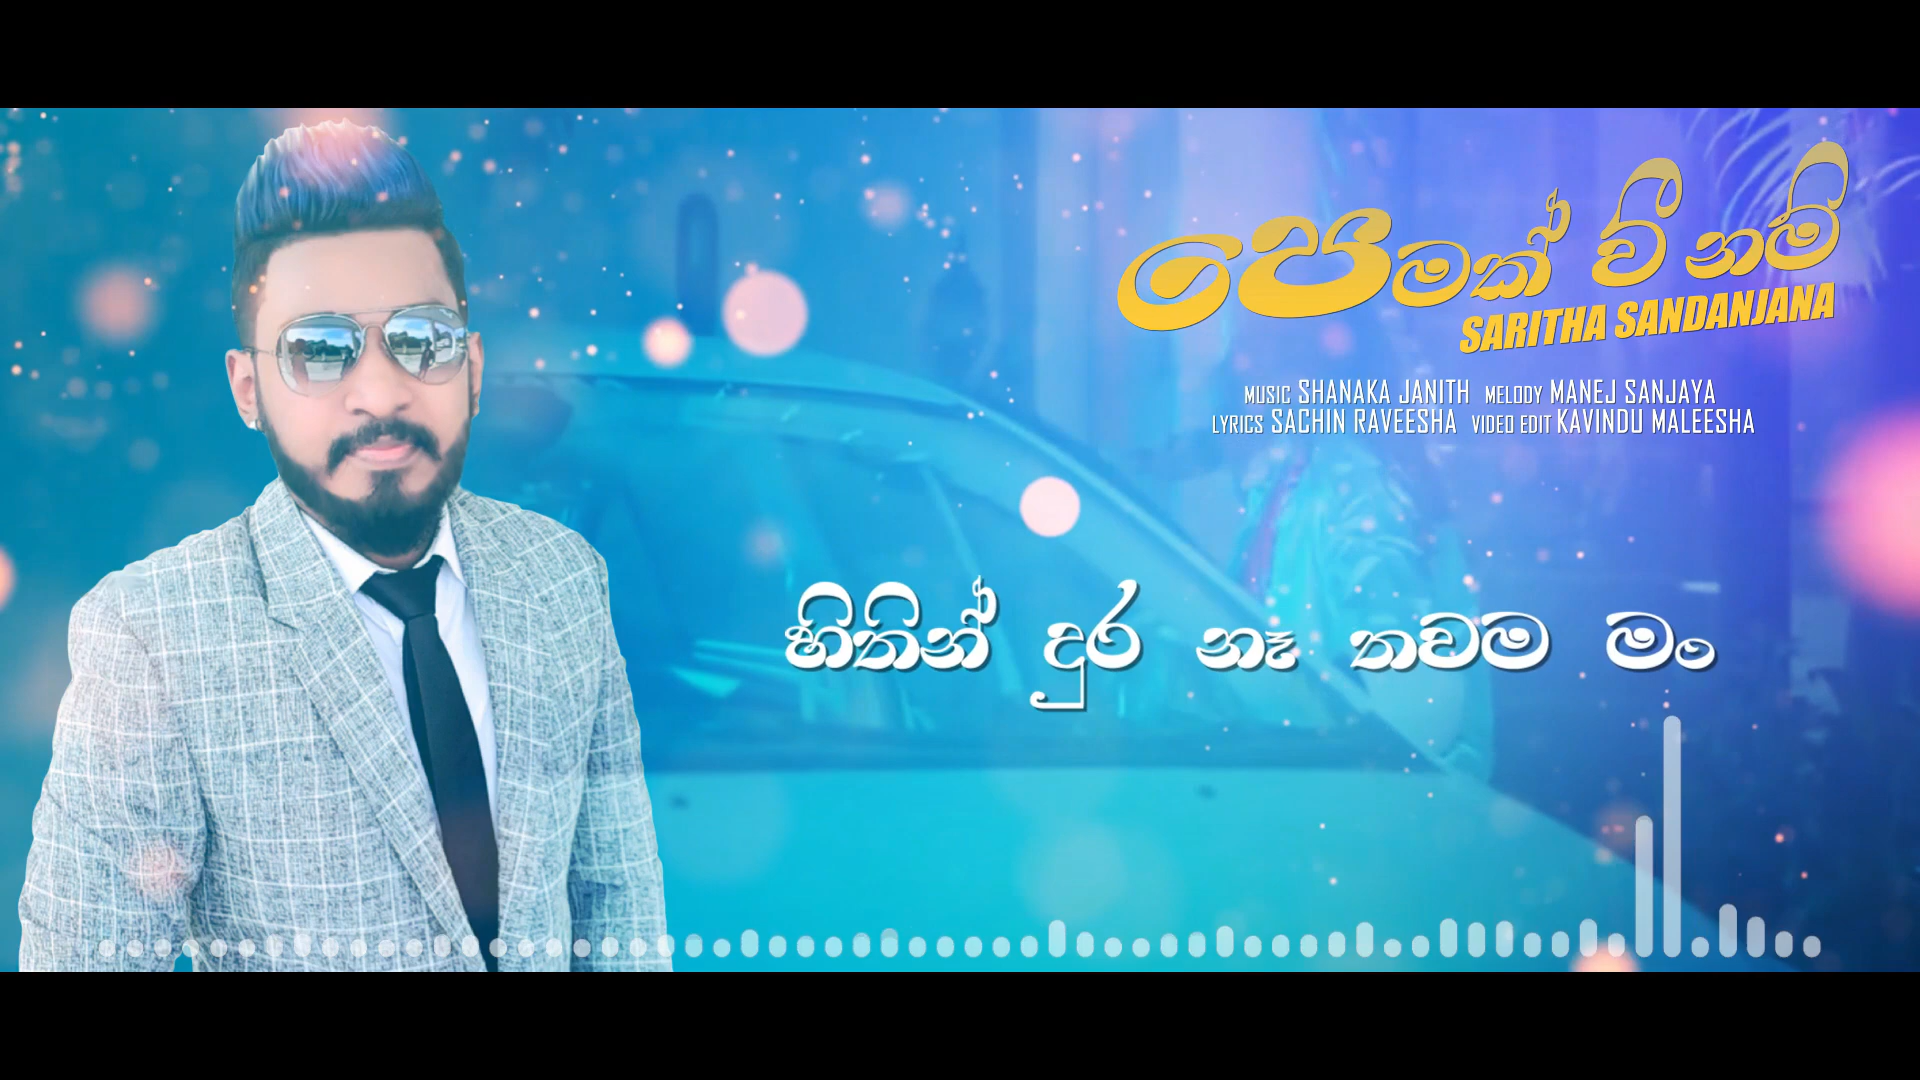 පෙමක් වී නම්
SARITHA SANDANJANA
MUSIC SHANAKA JANITH MELODY MANEJ SANJAYA
LYRICS SACHIN RAVEESHA VIDEO EDIT KAVINDU MALEESHA
හිතින් දුර නෑ තවම මං